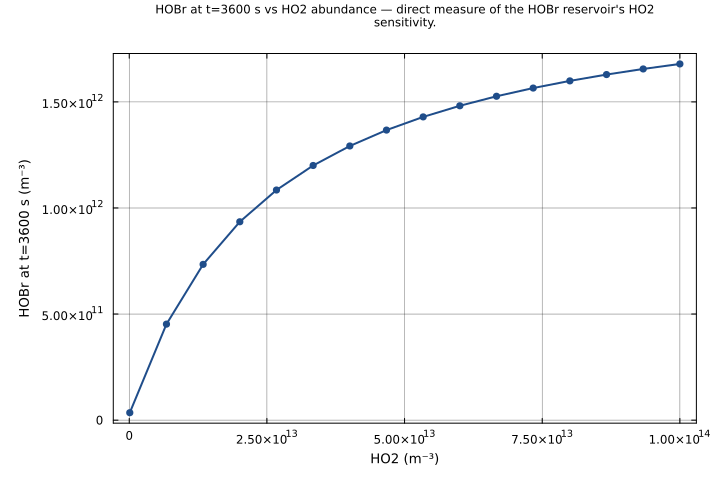 HOBr at t=3600 s vs HO2 abundance — direct measure of the HOBr reservoir's HO2
sensitivity.
HOBr at t=3600 s (m⁻³)
1.50×10¹²
1.00×10¹²
5.00×10¹¹
0
0
2.50×10¹³
5.00×10¹³
7.50×10¹³
1.00×10¹⁴
HO2 (m⁻³)